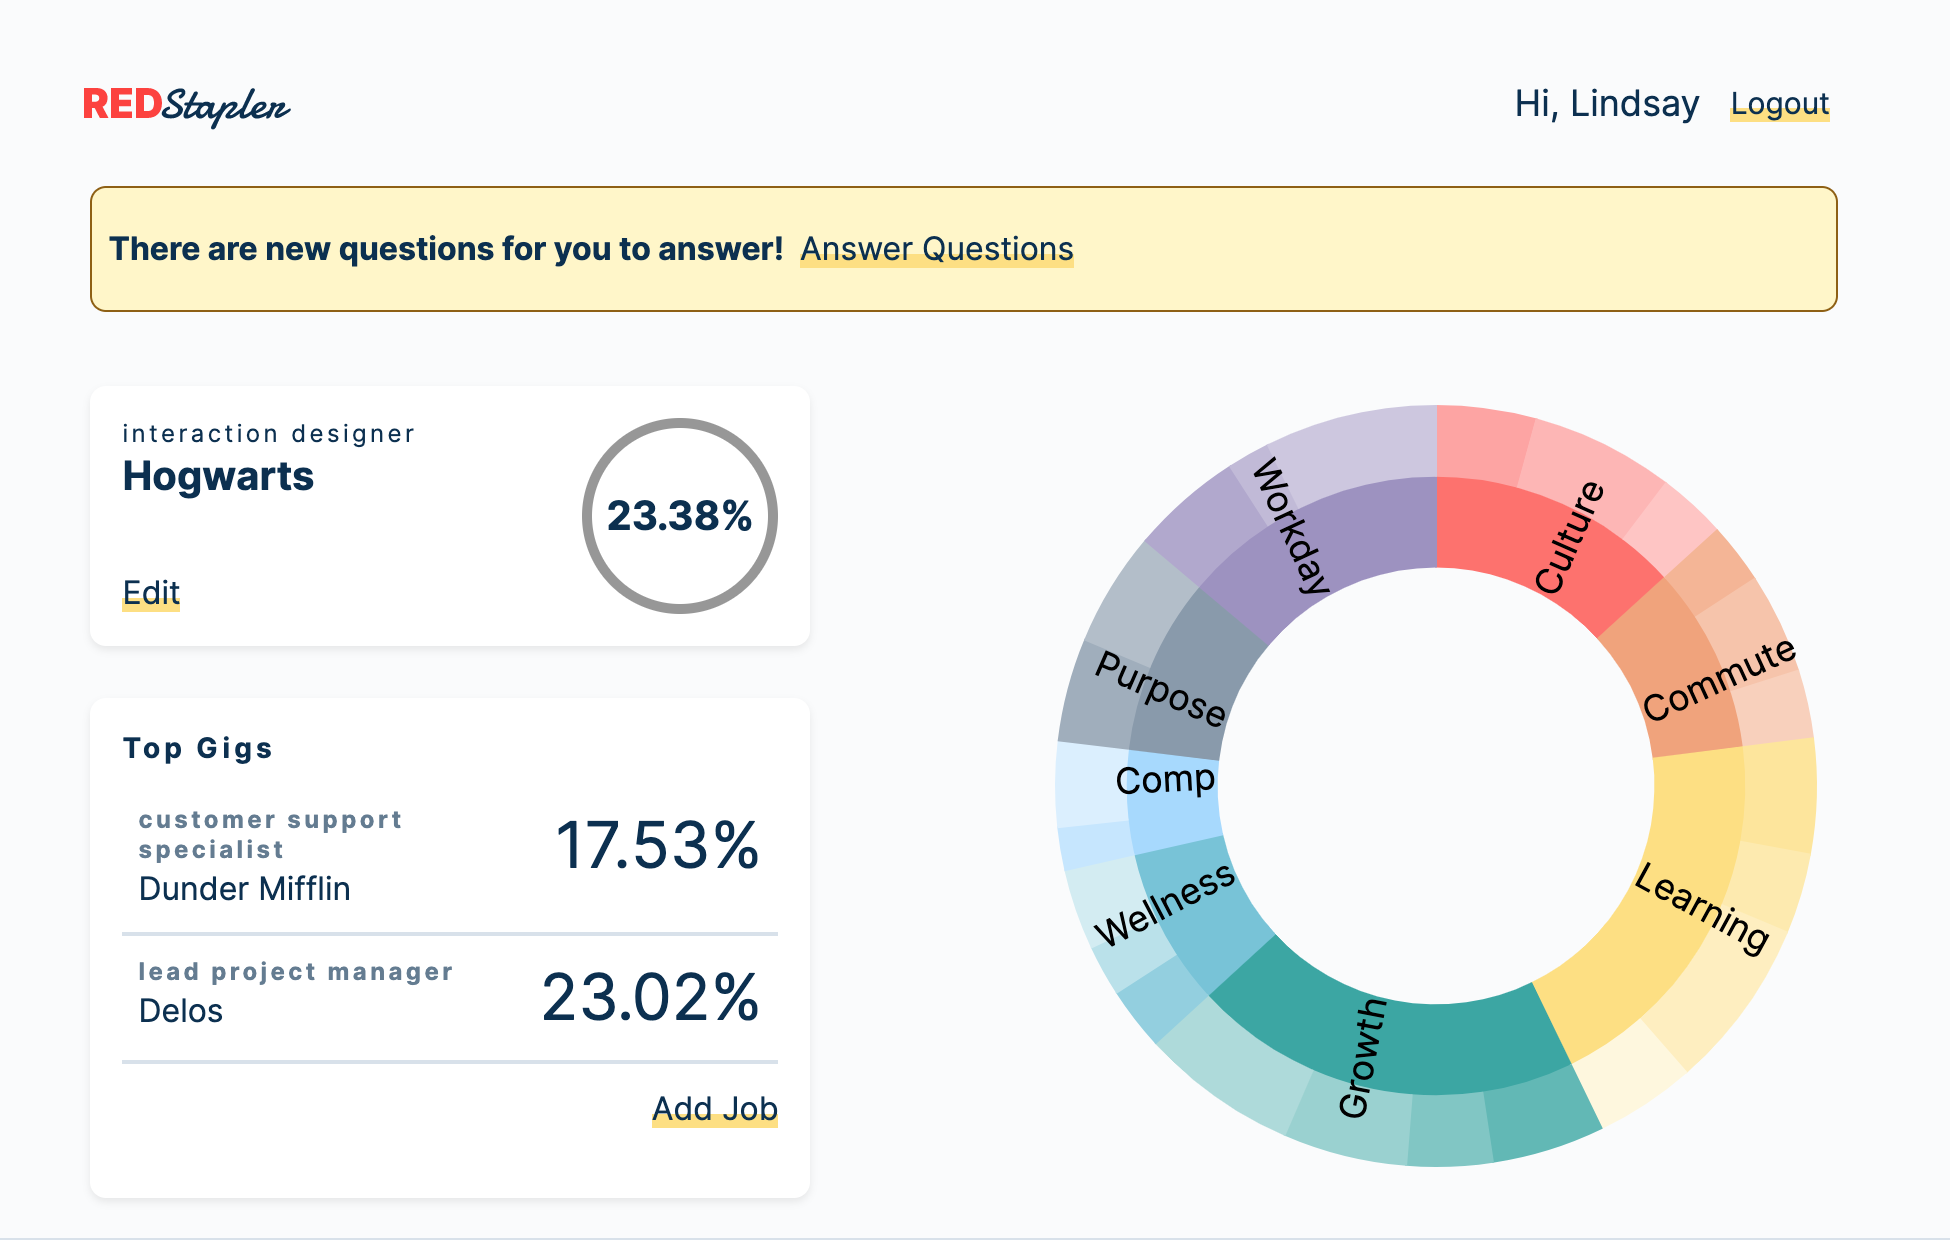 REDStapler
Hi, Lindsay
Logout
There are new questions for you to answer! Answer Questions
interaction designer
Hogwarts
23.38%
Edit
Top Gigs
customer support
specialist
Dunder Mifflin
17.53%
lead project manager
Delos
23.02%
Add Job
Culture
Commute
Learning
Growth
Wellness
Comp
Purpose
Workday